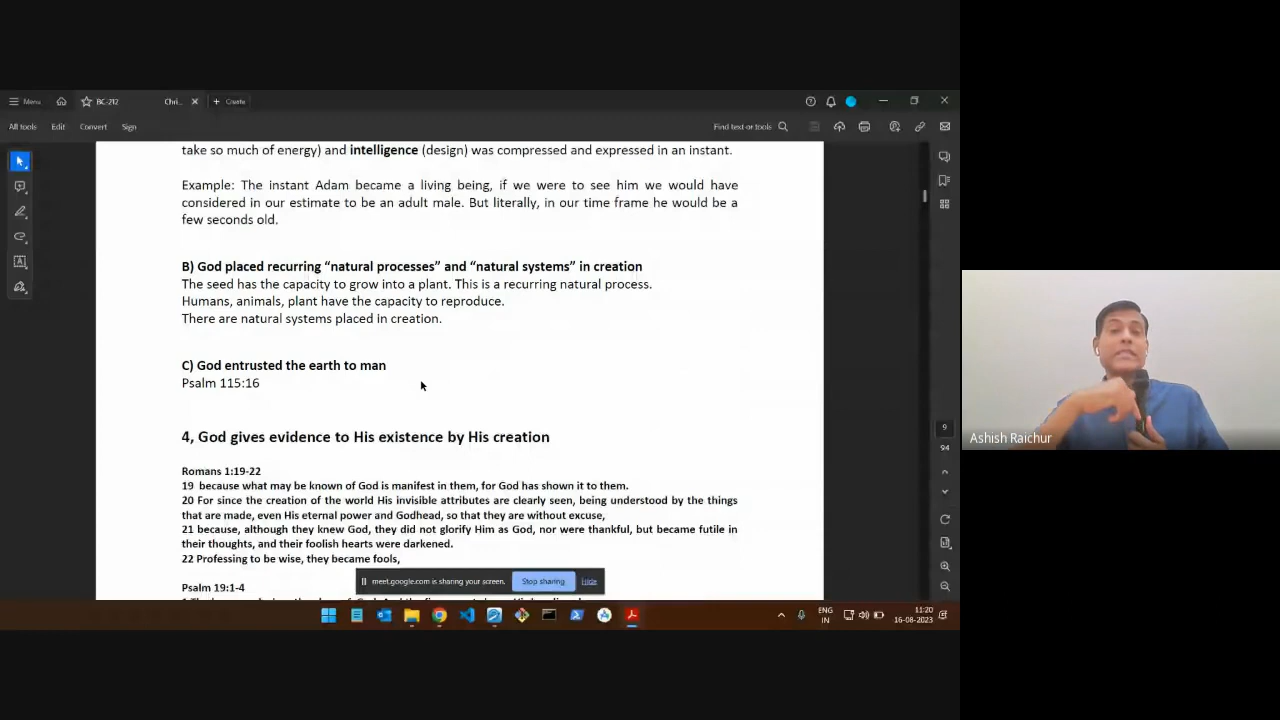 Menu
BC-212
Chri...
Create
All tools
Edit
Convert
Sign
Find text or tools
take so much of energy) and intelligence (design) was compressed and expressed in an instant.
Example: The instant Adam became a living being, if we were to see him we would have
considered in our estimate to be an adult male. But literally, in our time frame he would be a
few seconds old.
B) God placed recurring “natural processes” and “natural systems” in creation
The seed has the capacity to grow into a plant. This is a recurring natural process.
Humans, animals, plant have the capacity to reproduce.
There are natural systems placed in creation.
C) God entrusted the earth to man
Psalm 115:16
4, God gives evidence to His existence by His creation
Romans 1:19-22
19 because what may be known of God is manifest in them, for God has shown it to them.
20 For since the creation of the world His invisible attributes are clearly seen, being understood by the things
that are made, even His eternal power and Godhead, so that they are without excuse,
21 because, although they knew God, they did not glorify Him as God, nor were thankful, but became futile in
their thoughts, and their foolish hearts were darkened.
22 Professing to be wise, they became fools,
Psalm 19:1-4
9
94
meet.google.com is sharing your screen.
Stop sharing
Hide
ENG
IN
11:20
16-08-2023
Ashish Raichur